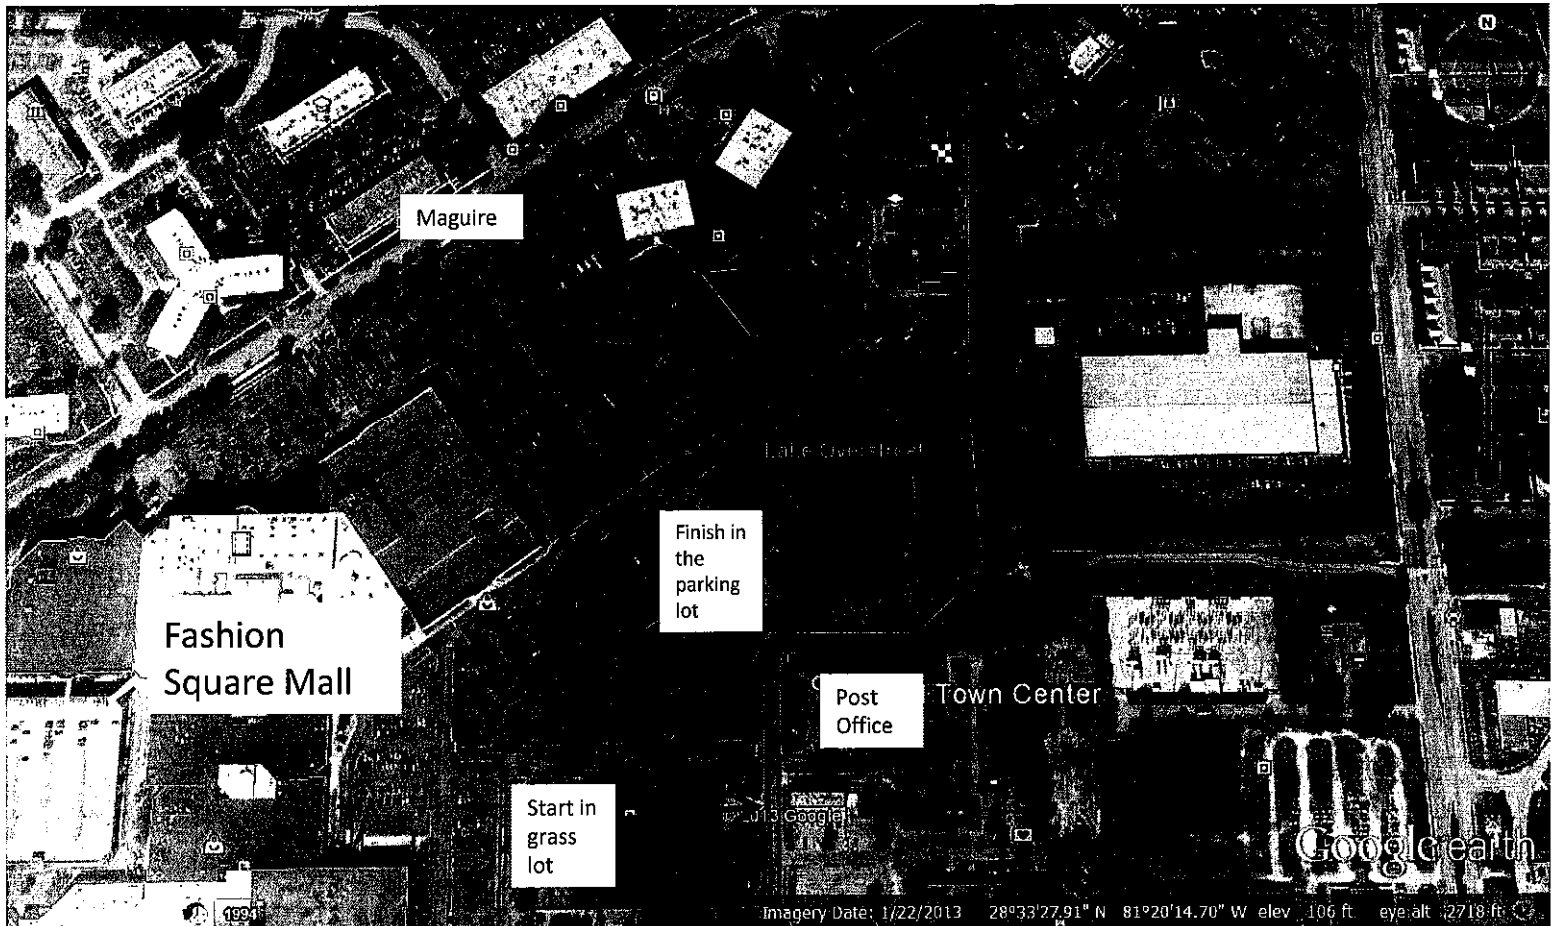 N
Maguire
Lake Overstreet
Finish in
the
parking
lot
Fashion
Square Mall
Post
Office
Town Center
Start in
grass
lot
© 2013 Google
Google earth
1994
Imagery Date: 1/22/2013 28°33'27.91" N 81°20'14.70" W elev 106 ft eye alt 2718 ft